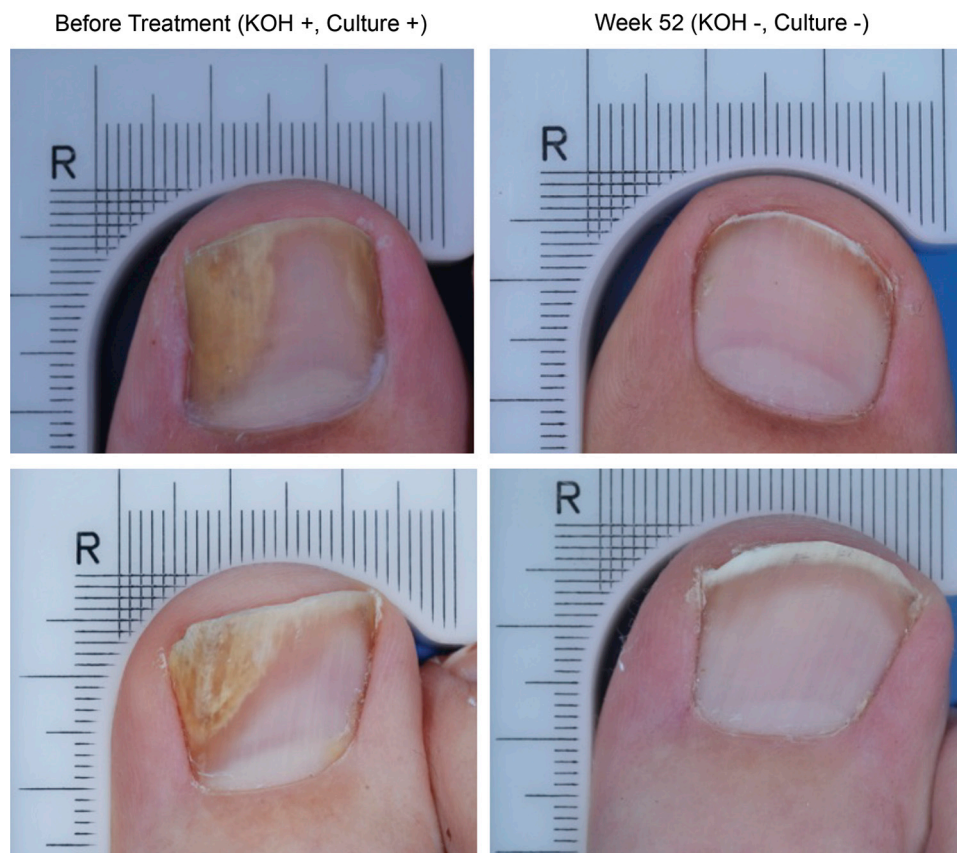 Before Treatment (KOH +, Culture +)
Week 52 (KOH -, Culture -)
R
R
R
R